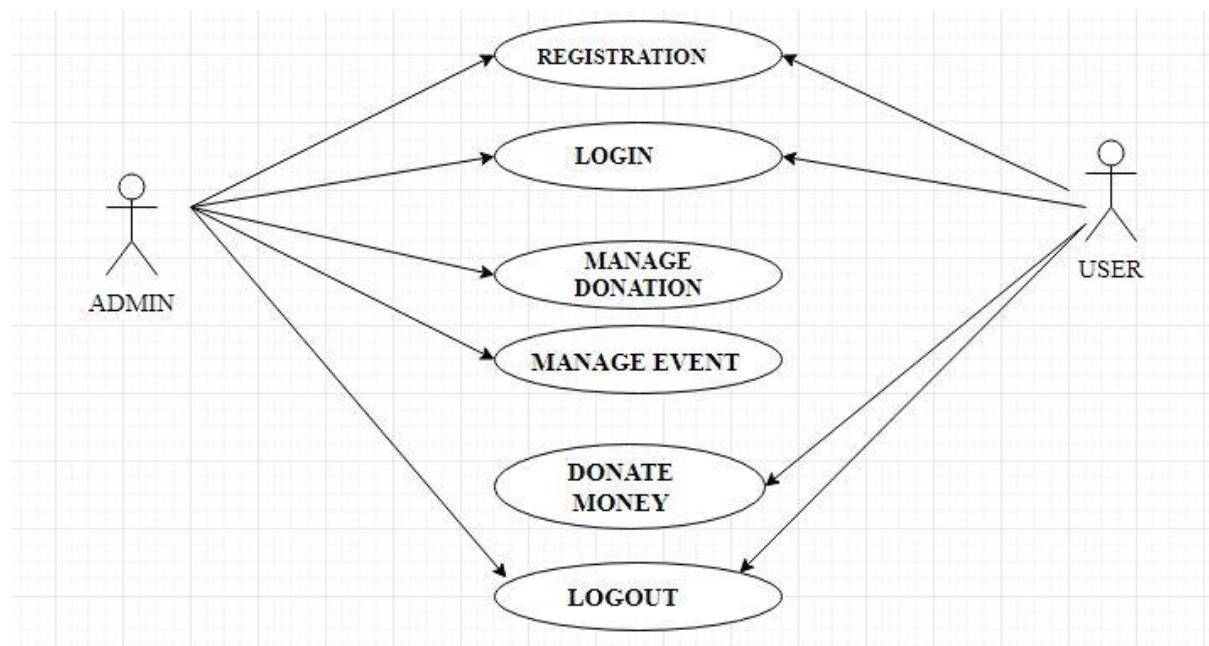 REGISTRATION
LOGIN
ADMIN
USER
MANAGE
DONATION
MANAGE EVENT
DONATE
MONEY
LOGOUT